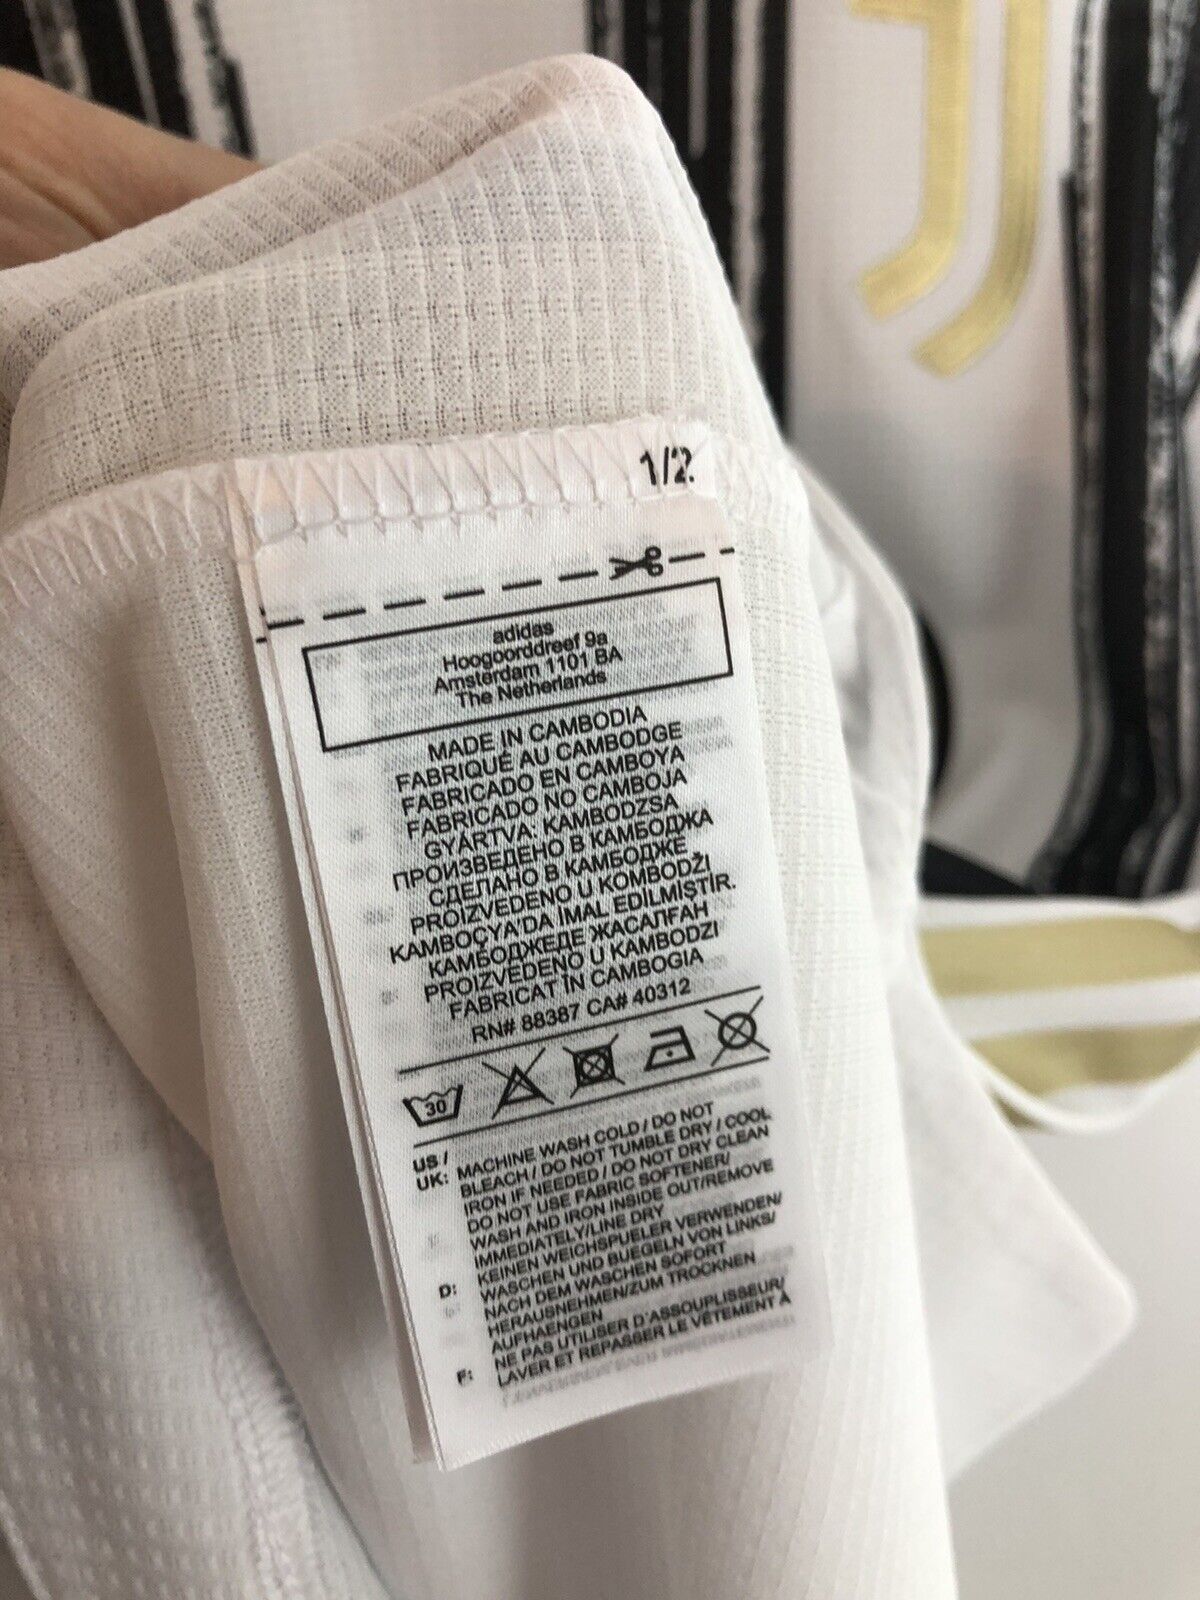 1/2
adidas
Hoogoorddreef 9a
Amsterdam 1101 BA
The Netherlands
MADE IN CAMBODIA
FABRIQUÉ AU CAMBODGE
FABRICADO EN CAMBOYA
FABRICADO NO CAMBOJA
GYÁRTVA: KAMBODZSA
ПРОИЗВЕДЕНО В КАМБОДЖА
СДЕЛАНО В КАМБОДЖЕ
PROIZVEDENO U KOMBODŽI
KAMBOÇYA'DA İMAL EDİLMİŞTİR.
КАМБОДЖЕДЕ ЖАСАЛҒАН
PROIZVEDENO U KAMBODZI
FABRICAT ÎN CAMBOGIA
RN# 88387 CA# 40312
30
US / UK: MACHINE WASH COLD / DO NOT
BLEACH / DO NOT TUMBLE DRY / COOL
IRON IF NEEDED / DO NOT DRY CLEAN
DO NOT USE FABRIC SOFTENER/
WASH AND IRON INSIDE OUT/REMOVE
IMMEDIATELY/LINE DRY
D: KEINEN WEICHSPUELER VERWENDEN/
WASCHEN UND BUEGELN VON LINKS/
NACH DEM WASCHEN SOFORT
HERAUSNEHMEN/ZUM TROCKNEN
AUFHAENGEN
F: NE PAS UTILISER D'ASSOUPLISSEUR/
LAVER ET REPASSER LE VÊTEMENT À